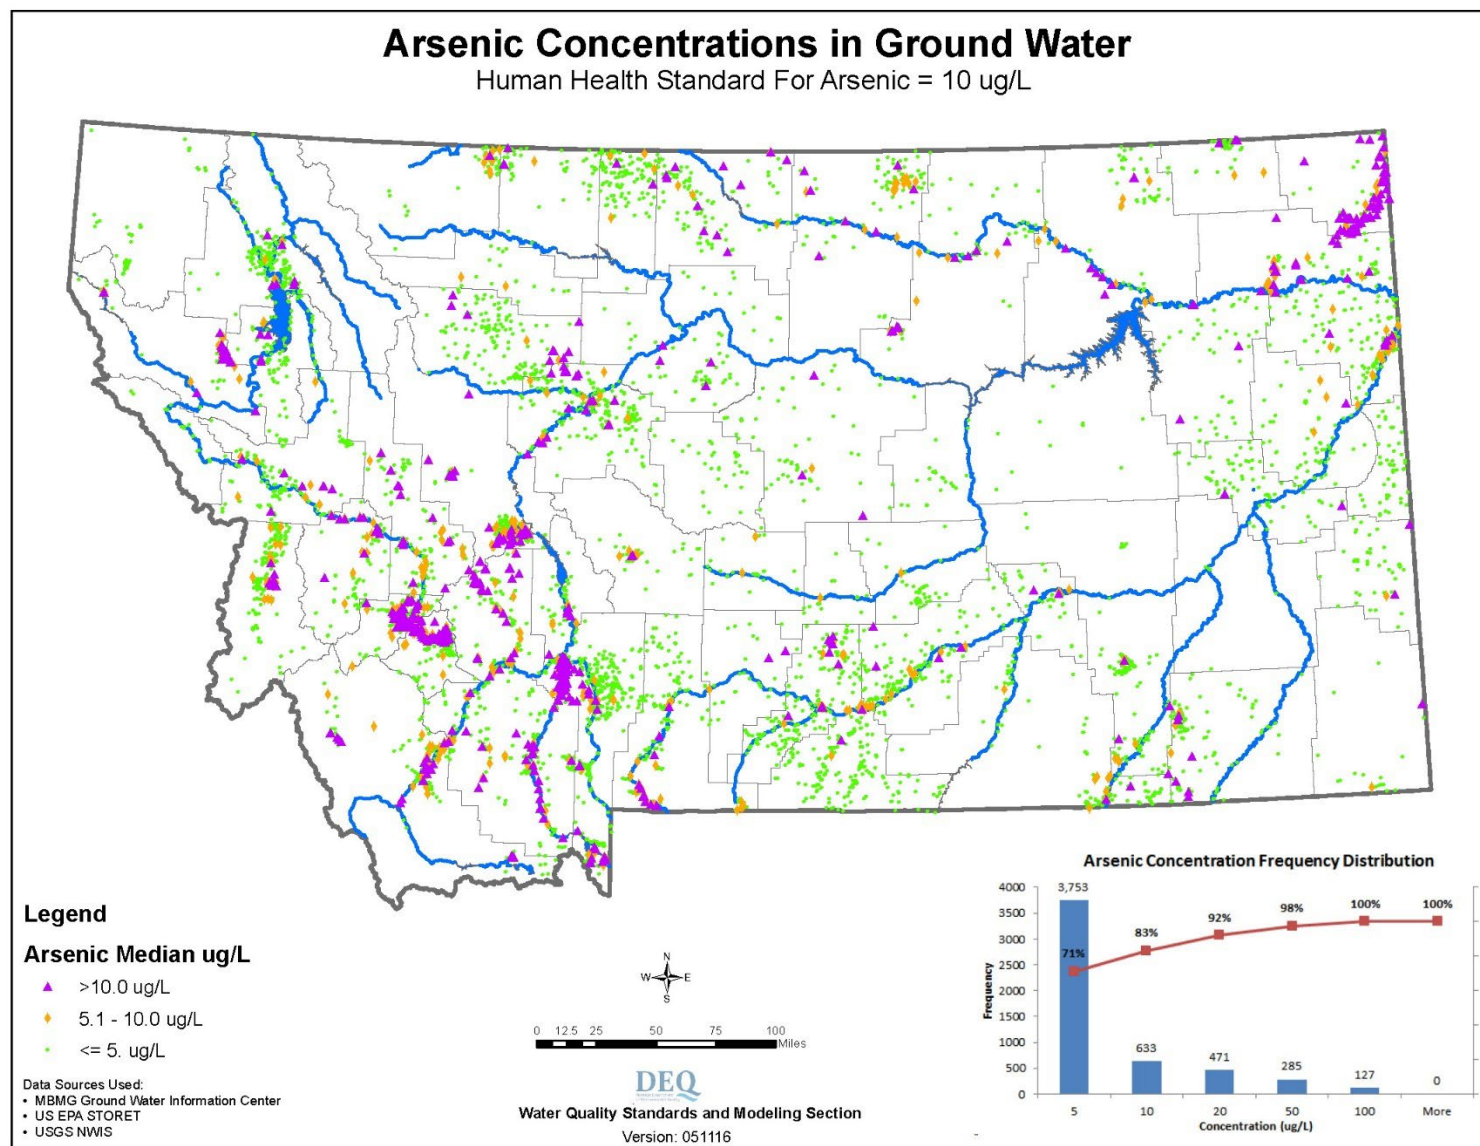 Arsenic Concentrations in Ground Water
Human Health Standard For Arsenic = 10 ug/L
Legend
Arsenic Median ug/L
>10.0 ug/L
5.1 - 10.0 ug/L
<= 5. ug/L
Data Sources Used:
• MBMG Ground Water Information Center
• US EPA STORET
• USGS NWIS
N
W E
S
0 12.5 25 50 75 100
Miles
DEQ
Water Quality Standards and Modeling Section
Version: 051116
Arsenic Concentration Frequency Distribution
4000
3500
3000
2500
2000
1500
1000
500
0
Frequency
3,753
633
471
285
127
0
71%
83%
92%
98%
100%
100%
5 10 20 50 100 More
Concentration (ug/L)